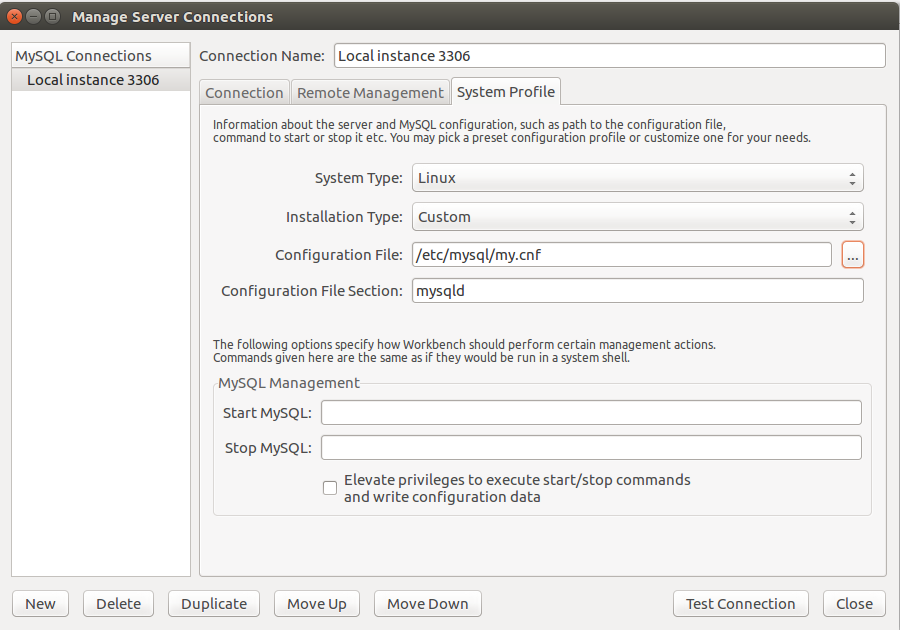 Manage Server Connections
MySQL Connections
Local instance 3306
Connection Name: Local instance 3306
Connection Remote Management System Profile
Information about the server and MySQL configuration, such as path to the configuration file,
command to start or stop it etc. You may pick a preset configuration profile or customize one for your needs.
System Type: Linux
Installation Type: Custom
Configuration File: /etc/mysql/my.cnf ...
Configuration File Section: mysqld
The following options specify how Workbench should perform certain management actions.
Commands given here are the same as if they would be run in a system shell.
MySQL Management
Start MySQL:
Stop MySQL:
Elevate privileges to execute start/stop commands
and write configuration data
New Delete Duplicate Move Up Move Down Test Connection Close